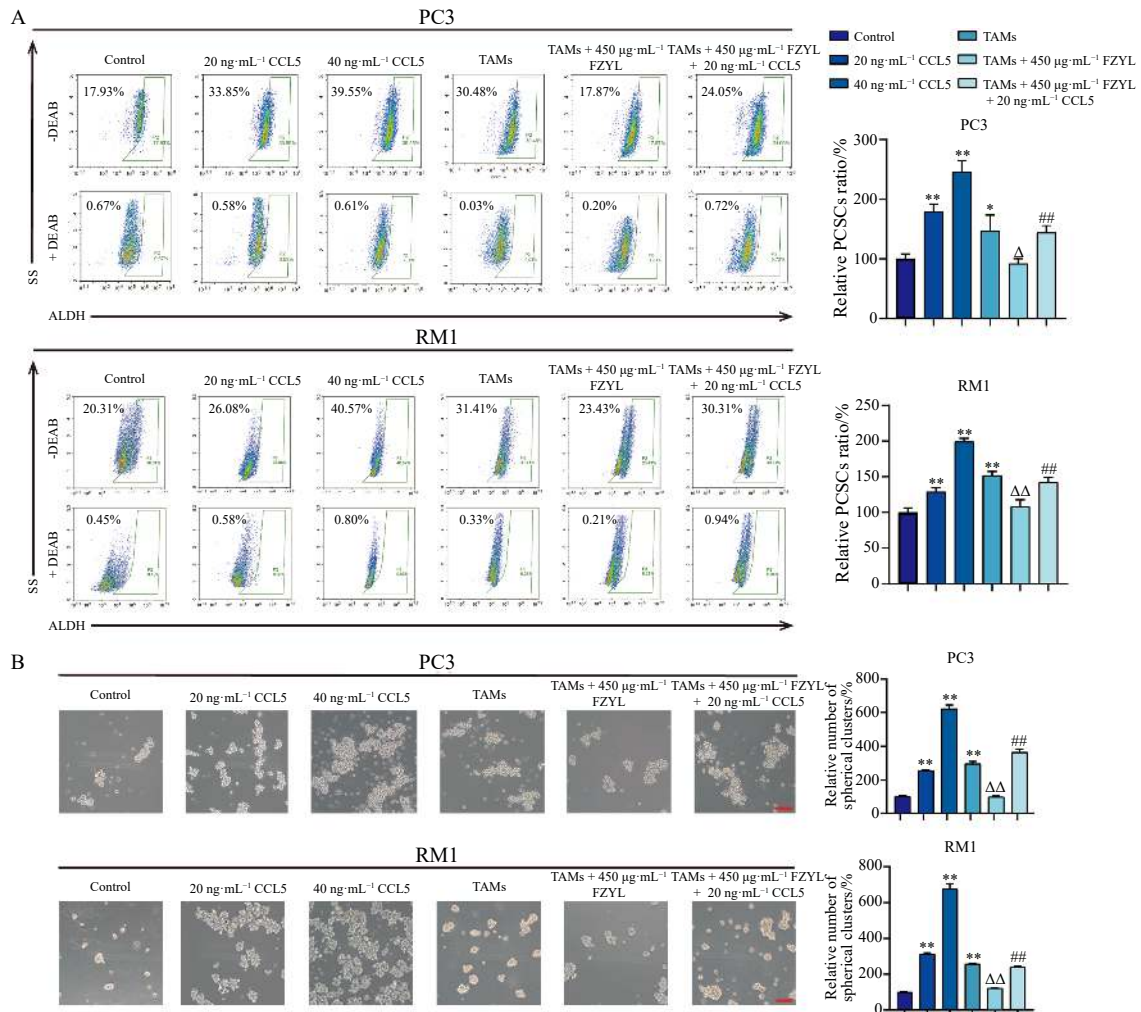 A
PC3
Control
20 ng·mL⁻¹ CCL5
40 ng·mL⁻¹ CCL5
TAMs
TAMs + 450 μg·mL⁻¹
FZYL
TAMs + 450 μg·mL⁻¹ FZYL
+ 20 ng·mL⁻¹ CCL5
-DEAB
17.93%
33.85%
39.55%
30.48%
17.87%
24.05%
+ DEAB
0.67%
0.58%
0.61%
0.03%
0.20%
0.72%
SS
ALDH
Control
20 ng·mL⁻¹ CCL5
40 ng·mL⁻¹ CCL5
TAMs
TAMs + 450 μg·mL⁻¹ FZYL
TAMs + 450 μg·mL⁻¹ FZYL
+ 20 ng·mL⁻¹ CCL5
PC3
Relative PCSCs ratio/%
300
200
100
0
**
**
*
Δ
##
RM1
Control
20 ng·mL⁻¹ CCL5
40 ng·mL⁻¹ CCL5
TAMs
TAMs + 450 μg·mL⁻¹
FZYL
TAMs + 450 μg·mL⁻¹ FZYL
+ 20 ng·mL⁻¹ CCL5
-DEAB
20.31%
26.08%
40.57%
31.41%
23.43%
30.31%
+ DEAB
0.45%
0.58%
0.80%
0.33%
0.21%
0.94%
SS
ALDH
RM1
Relative PCSCs ratio/%
250
200
150
100
50
0
**
**
**
ΔΔ
##
B
PC3
Control
20 ng·mL⁻¹ CCL5
40 ng·mL⁻¹ CCL5
TAMs
TAMs + 450 μg·mL⁻¹
FZYL
TAMs + 450 μg·mL⁻¹ FZYL
+ 20 ng·mL⁻¹ CCL5
PC3
Relative number of
spherical clusters/%
800
600
400
200
0
**
**
**
ΔΔ
##
RM1
Control
20 ng·mL⁻¹ CCL5
40 ng·mL⁻¹ CCL5
TAMs
TAMs + 450 μg·mL⁻¹
FZYL
TAMs + 450 μg·mL⁻¹ FZYL
+ 20 ng·mL⁻¹ CCL5
RM1
Relative number of
spherical clusters/%
800
600
400
200
0
**
**
**
ΔΔ
##